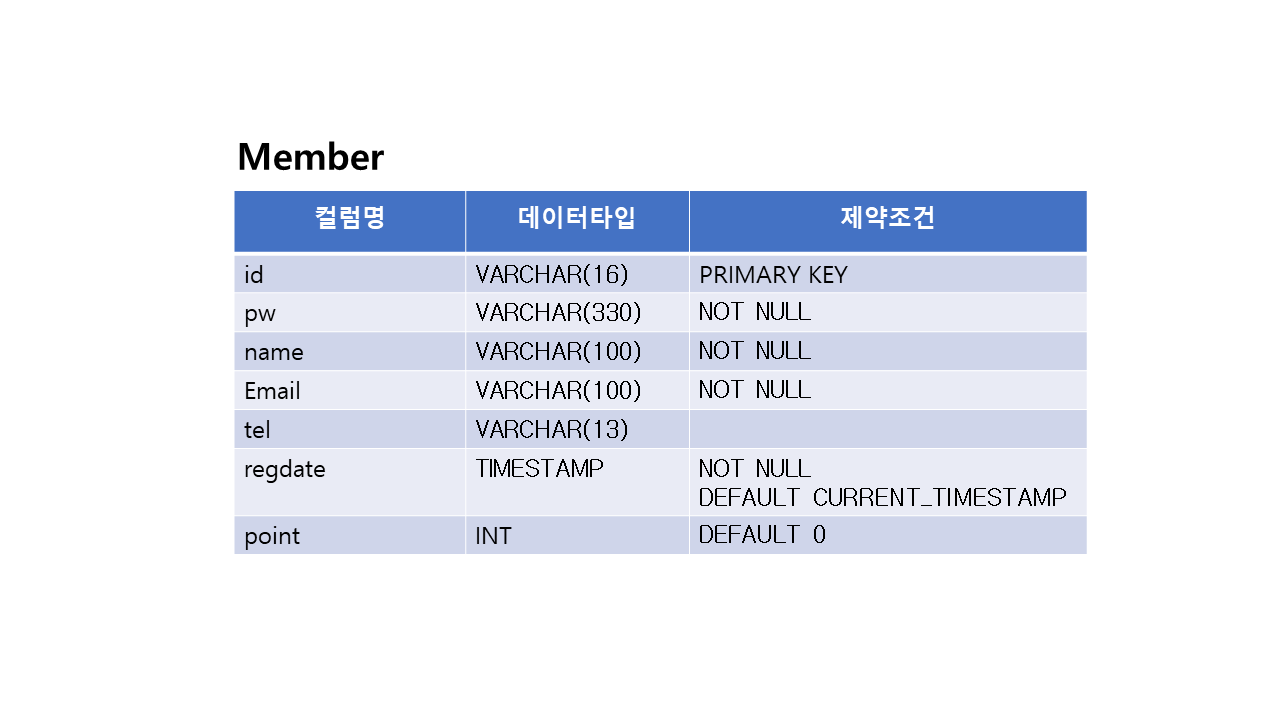 Member
컬럼명 데이터타입 제약조건
id VARCHAR(16) PRIMARY KEY
pw VARCHAR(330) NOT NULL
name VARCHAR(100) NOT NULL
Email VARCHAR(100) NOT NULL
tel VARCHAR(13)
regdate TIMESTAMP NOT NULL
DEFAULT CURRENT_TIMESTAMP
point INT DEFAULT 0